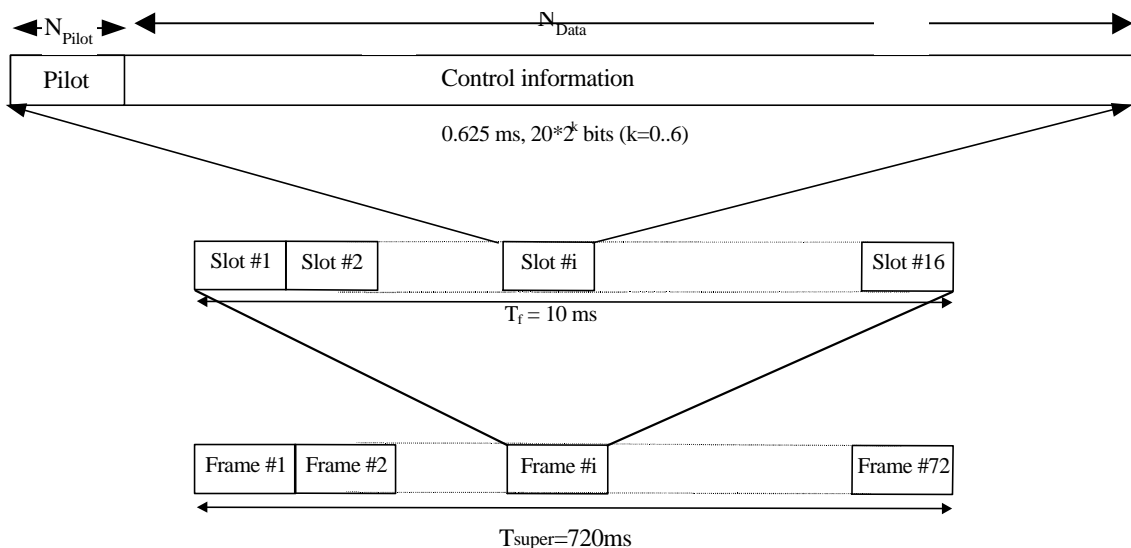 N_Pilot N_Data
Pilot Control information
0.625 ms, 20*2^k bits (k=0..6)
Slot #1 Slot #2 Slot #i Slot #16
T_f = 10 ms
Frame #1 Frame #2 Frame #i Frame #72
T_super=720ms